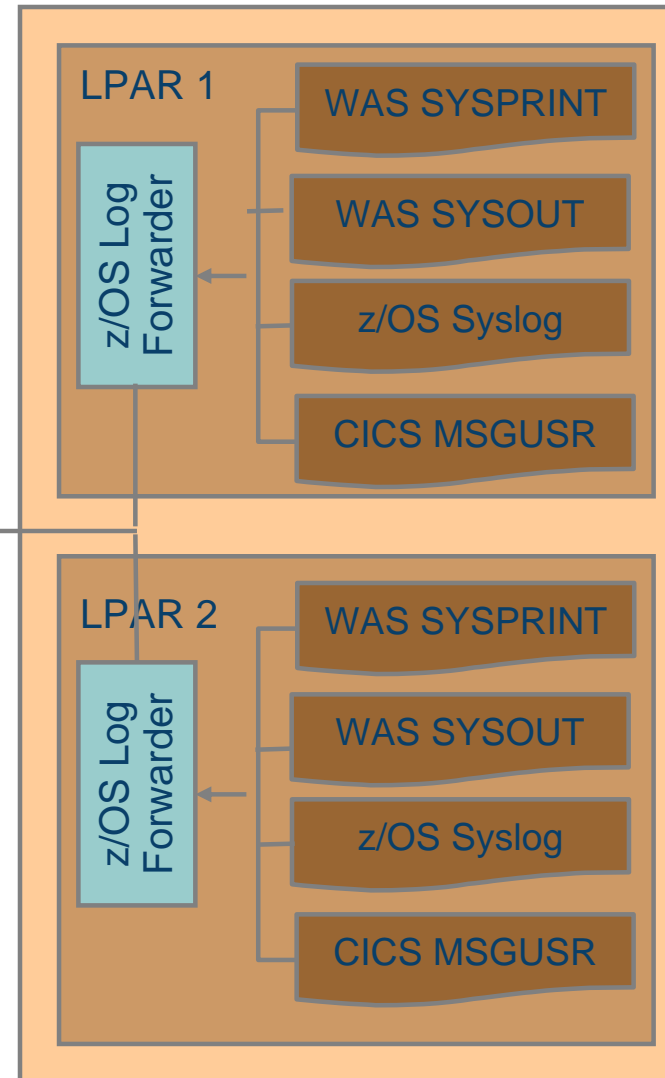 LPAR 1
WAS SYSPRINT
z/OS Log
Forwarder
WAS SYSOUT
z/OS Syslog
CICS MSGUSR
LPAR 2
WAS SYSPRINT
z/OS Log
Forwarder
WAS SYSOUT
z/OS Syslog
CICS MSGUSR